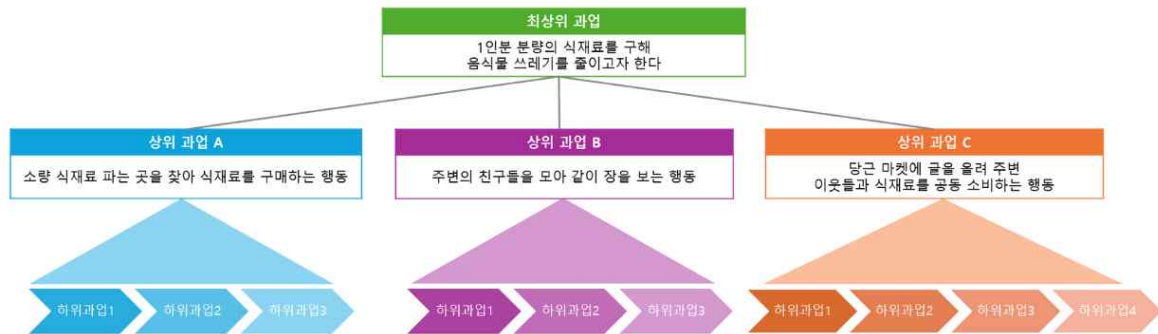 최상위 과업
1인분 분량의 식재료를 구해
음식물 쓰레기를 줄이고자 한다
상위 과업 A
소량 식재료 파는 곳을 찾아 식재료를 구매하는 행동
상위 과업 B
주변의 친구들을 모아 같이 장을 보는 행동
상위 과업 C
당근 마켓에 글을 올려 주변
이웃들과 식재료를 공동 소비하는 행동
하위과업1
하위과업2
하위과업3
하위과업1
하위과업2
하위과업3
하위과업1
하위과업2
하위과업3
하위과업4